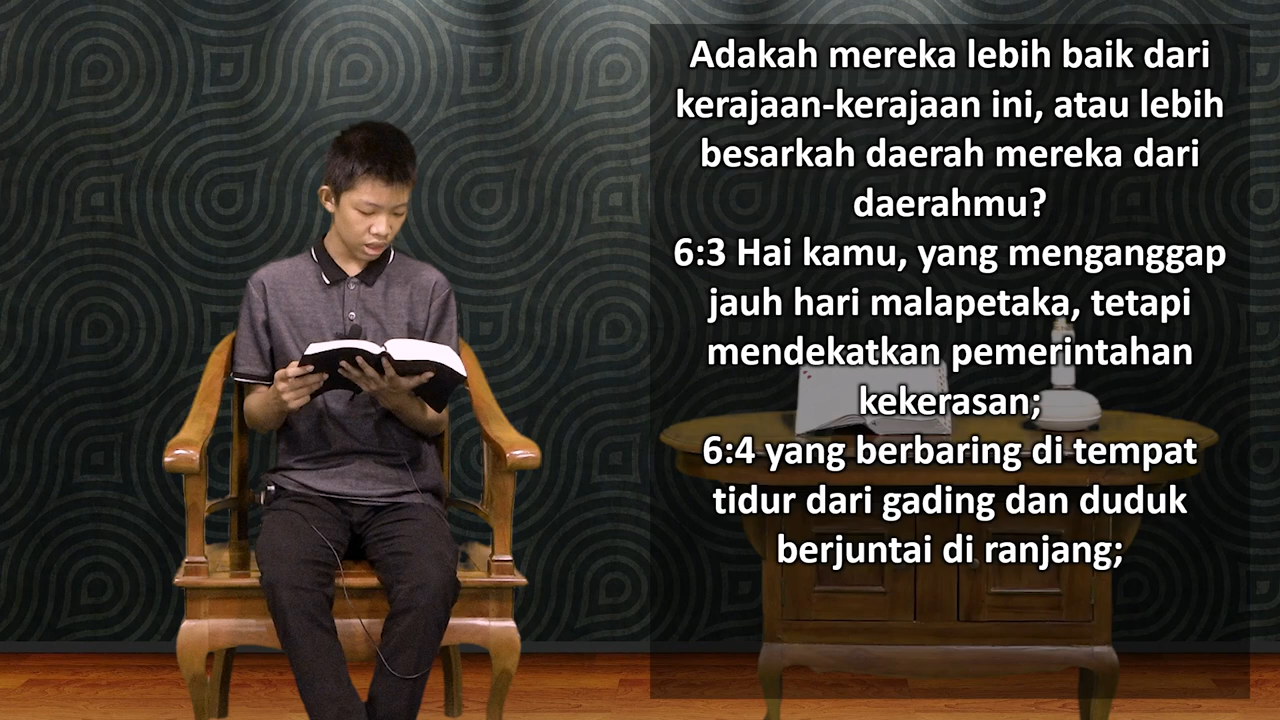 Adakah mereka lebih baik dari
kerajaan-kerajaan ini, atau lebih
besarkah daerah mereka dari
daerahmu?
6:3 Hai kamu, yang menganggap
jauh hari malapetaka, tetapi
mendekatkan pemerintahan
kekerasan;
6:4 yang berbaring di tempat
tidur dari gading dan duduk
berjuntai di ranjang;